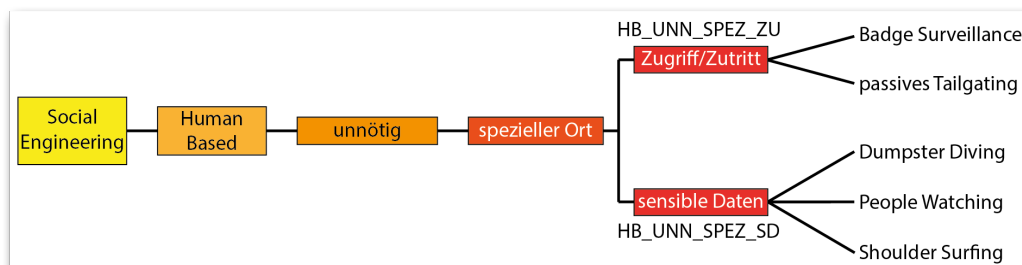 Social
Engineering
Human
Based
unnötig
spezieller Ort
HB_UNN_SPEZ_ZU
Zugriff/Zutritt
Badge Surveillance
passives Tailgating
sensible Daten
HB_UNN_SPEZ_SD
Dumpster Diving
People Watching
Shoulder Surfing